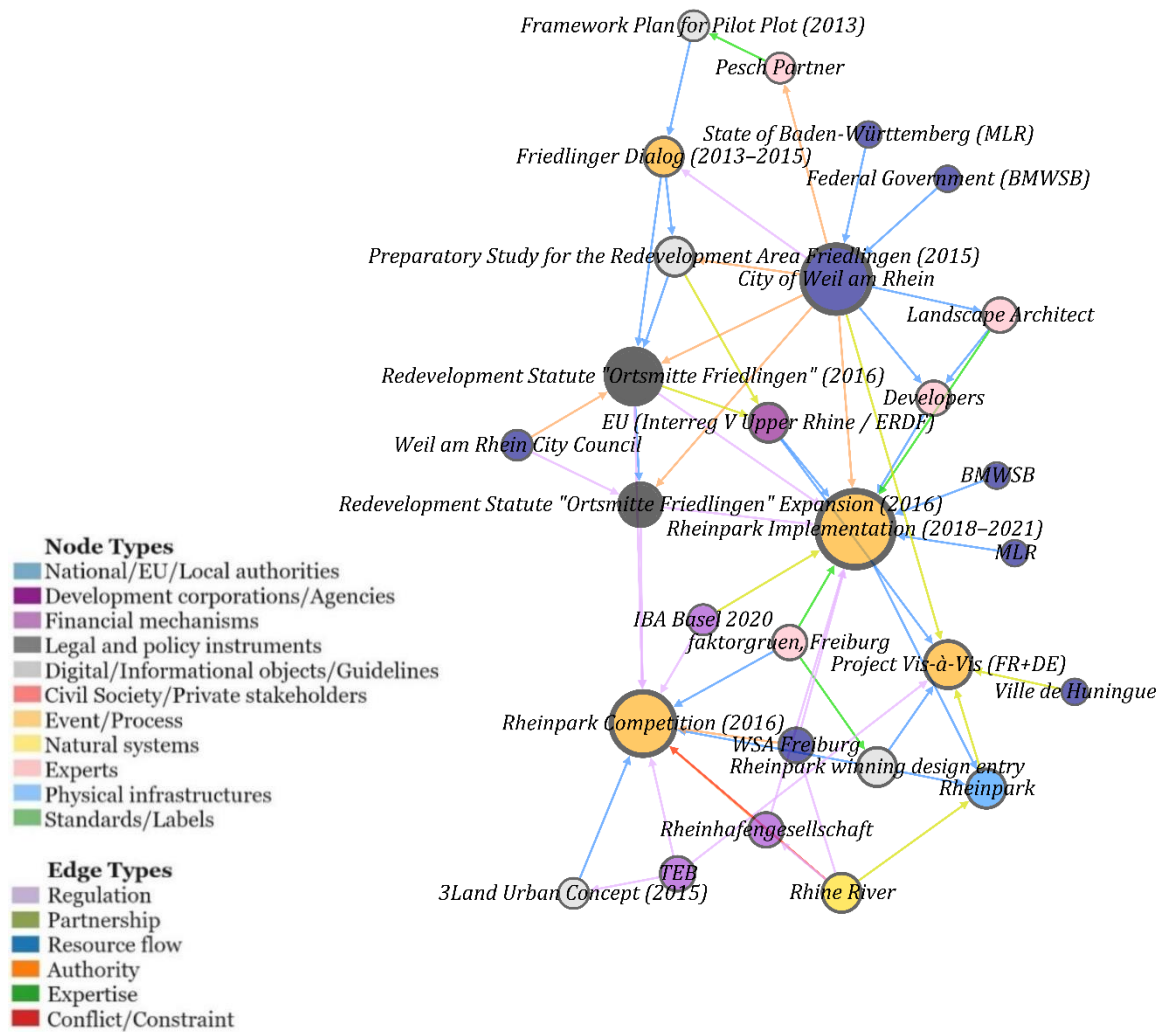 Framework Plan for Pilot Plot (2013)
Pesch Partner
State of Baden-Württemberg (MLR)
Friedlinger Dialog (2013–2015)
Federal Government (BMWSB)
Preparatory Study for the Redevelopment Area Friedlingen (2015)
City of Weil am Rhein
Landscape Architect
Redevelopment Statute "Ortsmitte Friedlingen" (2016)
Developers
EU (Interreg V Upper Rhine / ERDF)
Weil am Rhein City Council
BMWSB
Redevelopment Statute "Ortsmitte Friedlingen" Expansion (2016)
Rheinpark Implementation (2018–2021)
MLR
IBA Basel 2020
faktorgruen, Freiburg
Project Vis-à-Vis (FR+DE)
Ville de Huningue
Rheinpark Competition (2016)
WSA Freiburg
Rheinpark winning design entry
Rheinpark
Rheinhafengesellschaft
TEB
3Land Urban Concept (2015)
Rhine River
Node Types
National/EU/Local authorities
Development corporations/Agencies
Financial mechanisms
Legal and policy instruments
Digital/Informational objects/Guidelines
Civil Society/Private stakeholders
Event/Process
Natural systems
Experts
Physical infrastructures
Standards/Labels
Edge Types
Regulation
Partnership
Resource flow
Authority
Expertise
Conflict/Constraint